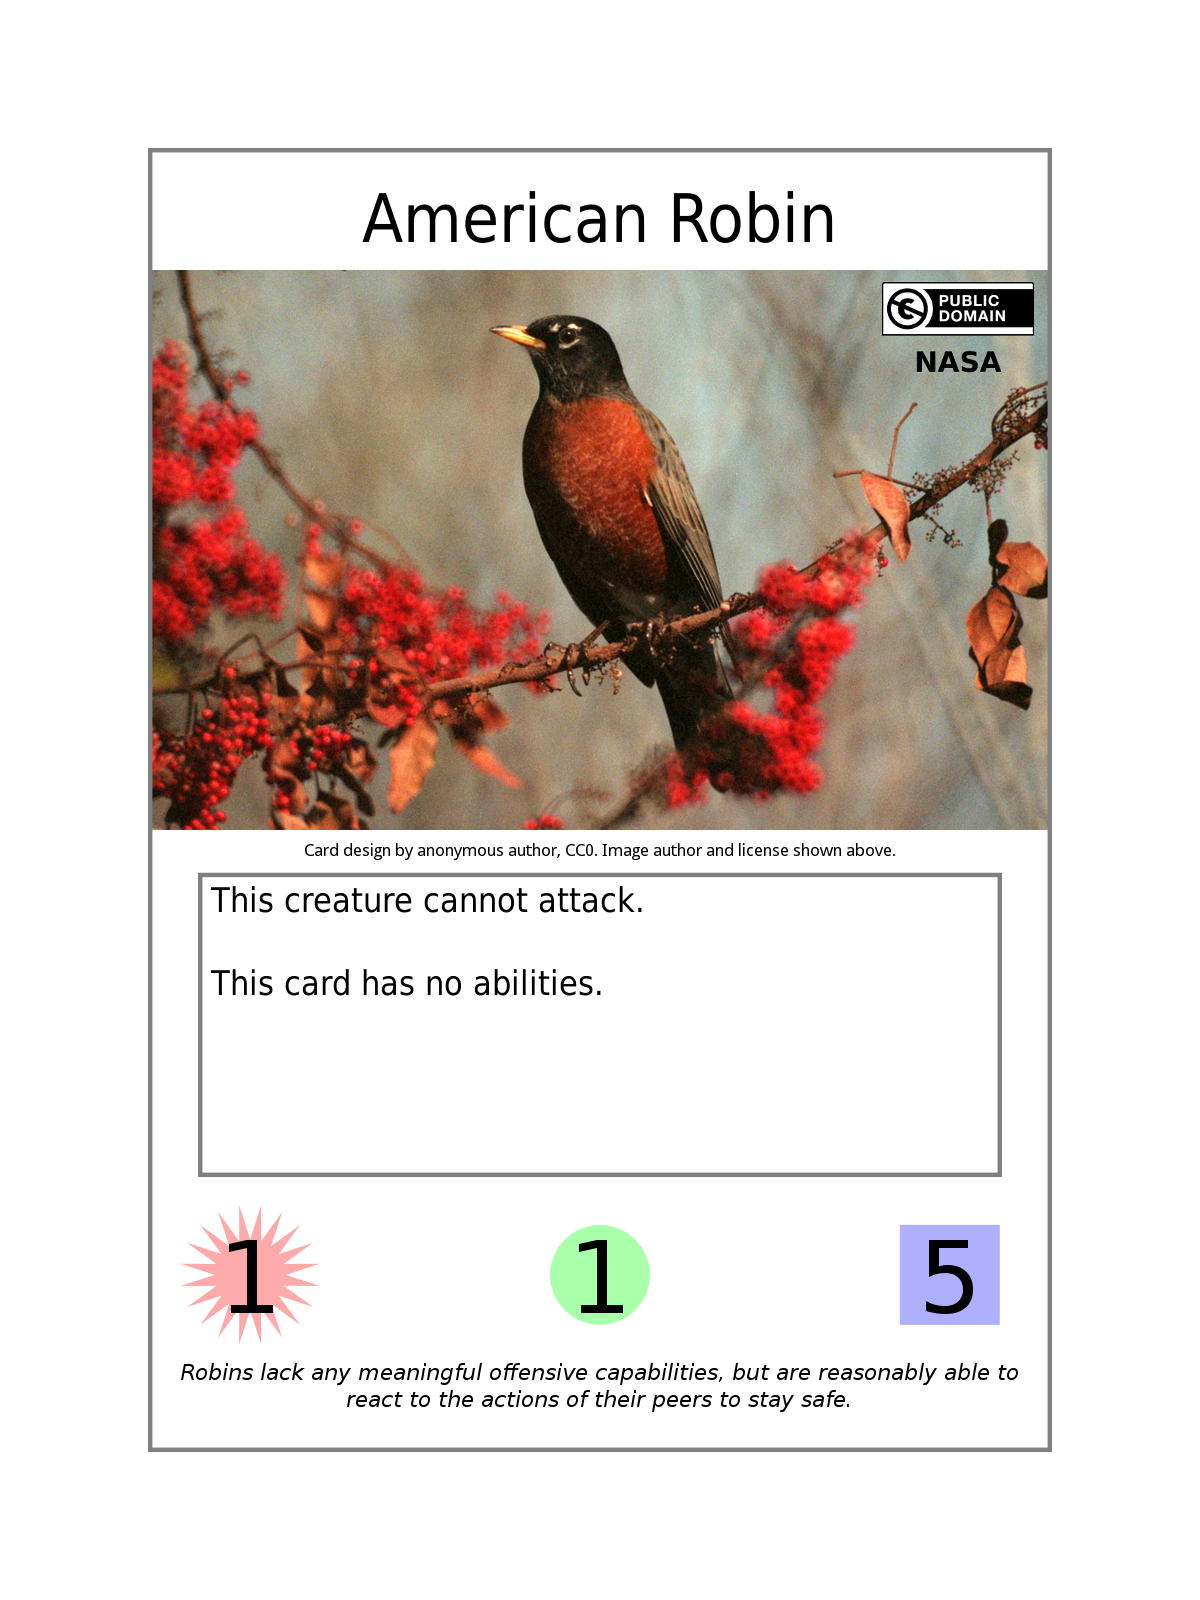 American Robin
PUBLIC
DOMAIN
NASA
Card design by anonymous author, CC0. Image author and license shown above.
This creature cannot attack.
This card has no abilities.
1 1 5
Robins lack any meaningful offensive capabilities, but are reasonably able to
react to the actions of their peers to stay safe.